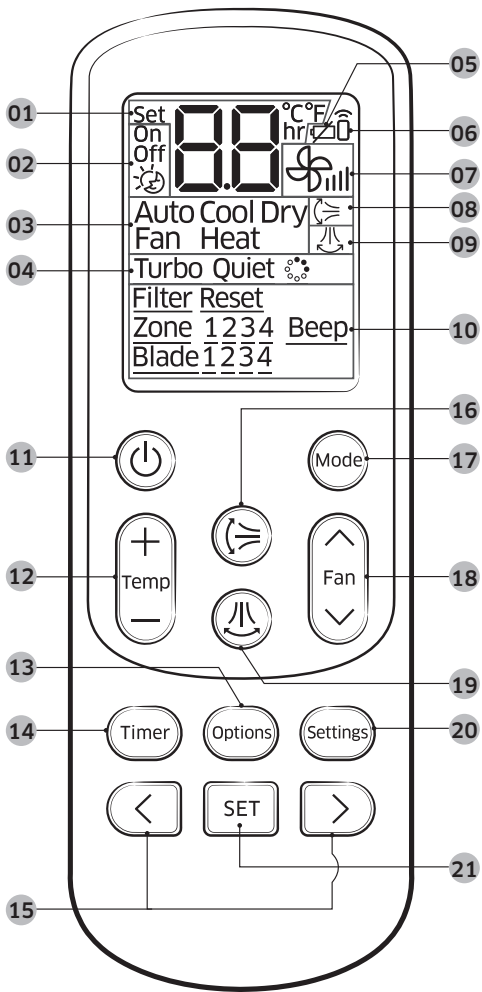 05
01
Set
°C°F
On
hr
06
Off
88
02
07
Auto Cool Dry
08
03
Fan Heat
09
04
Turbo Quiet
Filter Reset
Zone 1234 Beep
10
Blade 1234
16
11
Mode
17
12
+
Temp
−
Fan
18
13
19
14
Timer
Options
Settings
20
<
SET
>
21
15